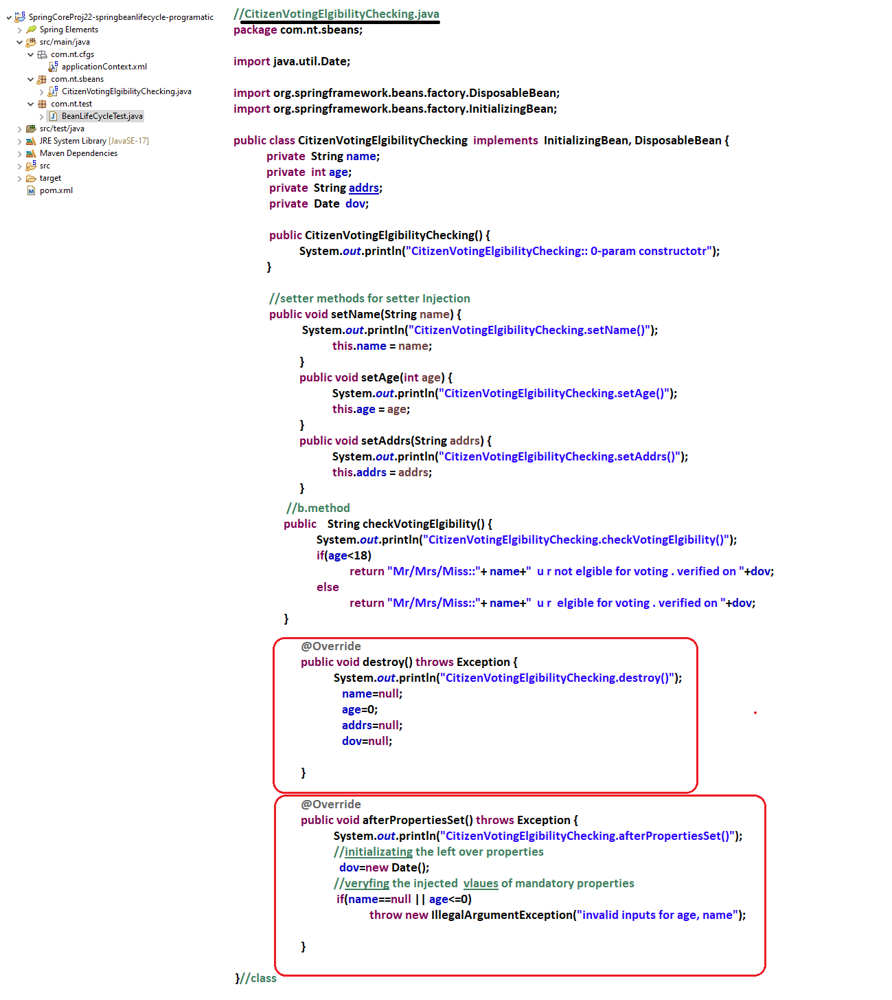 SpringCoreProj22-springbeanlifecycle-programatic
Spring Elements
src/main/java
com.nt.cfgs
applicationContext.xml
com.nt.sbeans
CitizenVotingElgibilityChecking.java
com.nt.test
BeanLifeCycleTest.java
src/test/java
JRE System Library [JavaSE-17]
Maven Dependencies
src
target
pom.xml
//CitizenVotingElgibilityChecking.java
package com.nt.sbeans;
import java.util.Date;
import org.springframework.beans.factory.DisposableBean;
import org.springframework.beans.factory.InitializingBean;
public class CitizenVotingElgibilityChecking  implements  InitializingBean, DisposableBean {
private  String name;
private  int age;
private  String addrs;
private  Date  dov;
public CitizenVotingElgibilityChecking() {
System.out.println("CitizenVotingElgibilityChecking:: 0-param constructotr");
}
//setter methods for setter Injection
public void setName(String name) {
System.out.println("CitizenVotingElgibilityChecking.setName()");
this.name = name;
}
public void setAge(int age) {
System.out.println("CitizenVotingElgibilityChecking.setAge()");
this.age = age;
}
public void setAddrs(String addrs) {
System.out.println("CitizenVotingElgibilityChecking.setAddrs()");
this.addrs = addrs;
}
//b.method
public   String checkVotingElgibility() {
System.out.println("CitizenVotingElgibilityChecking.checkVotingElgibility()");
if(age<18)
return "Mr/Mrs/Miss::"+ name+"  u r not elgible for voting . verified on "+dov;
else
return "Mr/Mrs/Miss::"+ name+"  u r  elgible for voting . verified on "+dov;
}
@Override
public void destroy() throws Exception {
System.out.println("CitizenVotingElgibilityChecking.destroy()");
name=null;
age=0;
addrs=null;
dov=null;
}
@Override
public void afterPropertiesSet() throws Exception {
System.out.println("CitizenVotingElgibilityChecking.afterPropertiesSet()");
//initializating the left over properties
dov=new Date();
//veryfing the injected  vlaues of mandatory properties
if(name==null || age<=0)
throw new IllegalArgumentException("invalid inputs for age, name");
}
}//class